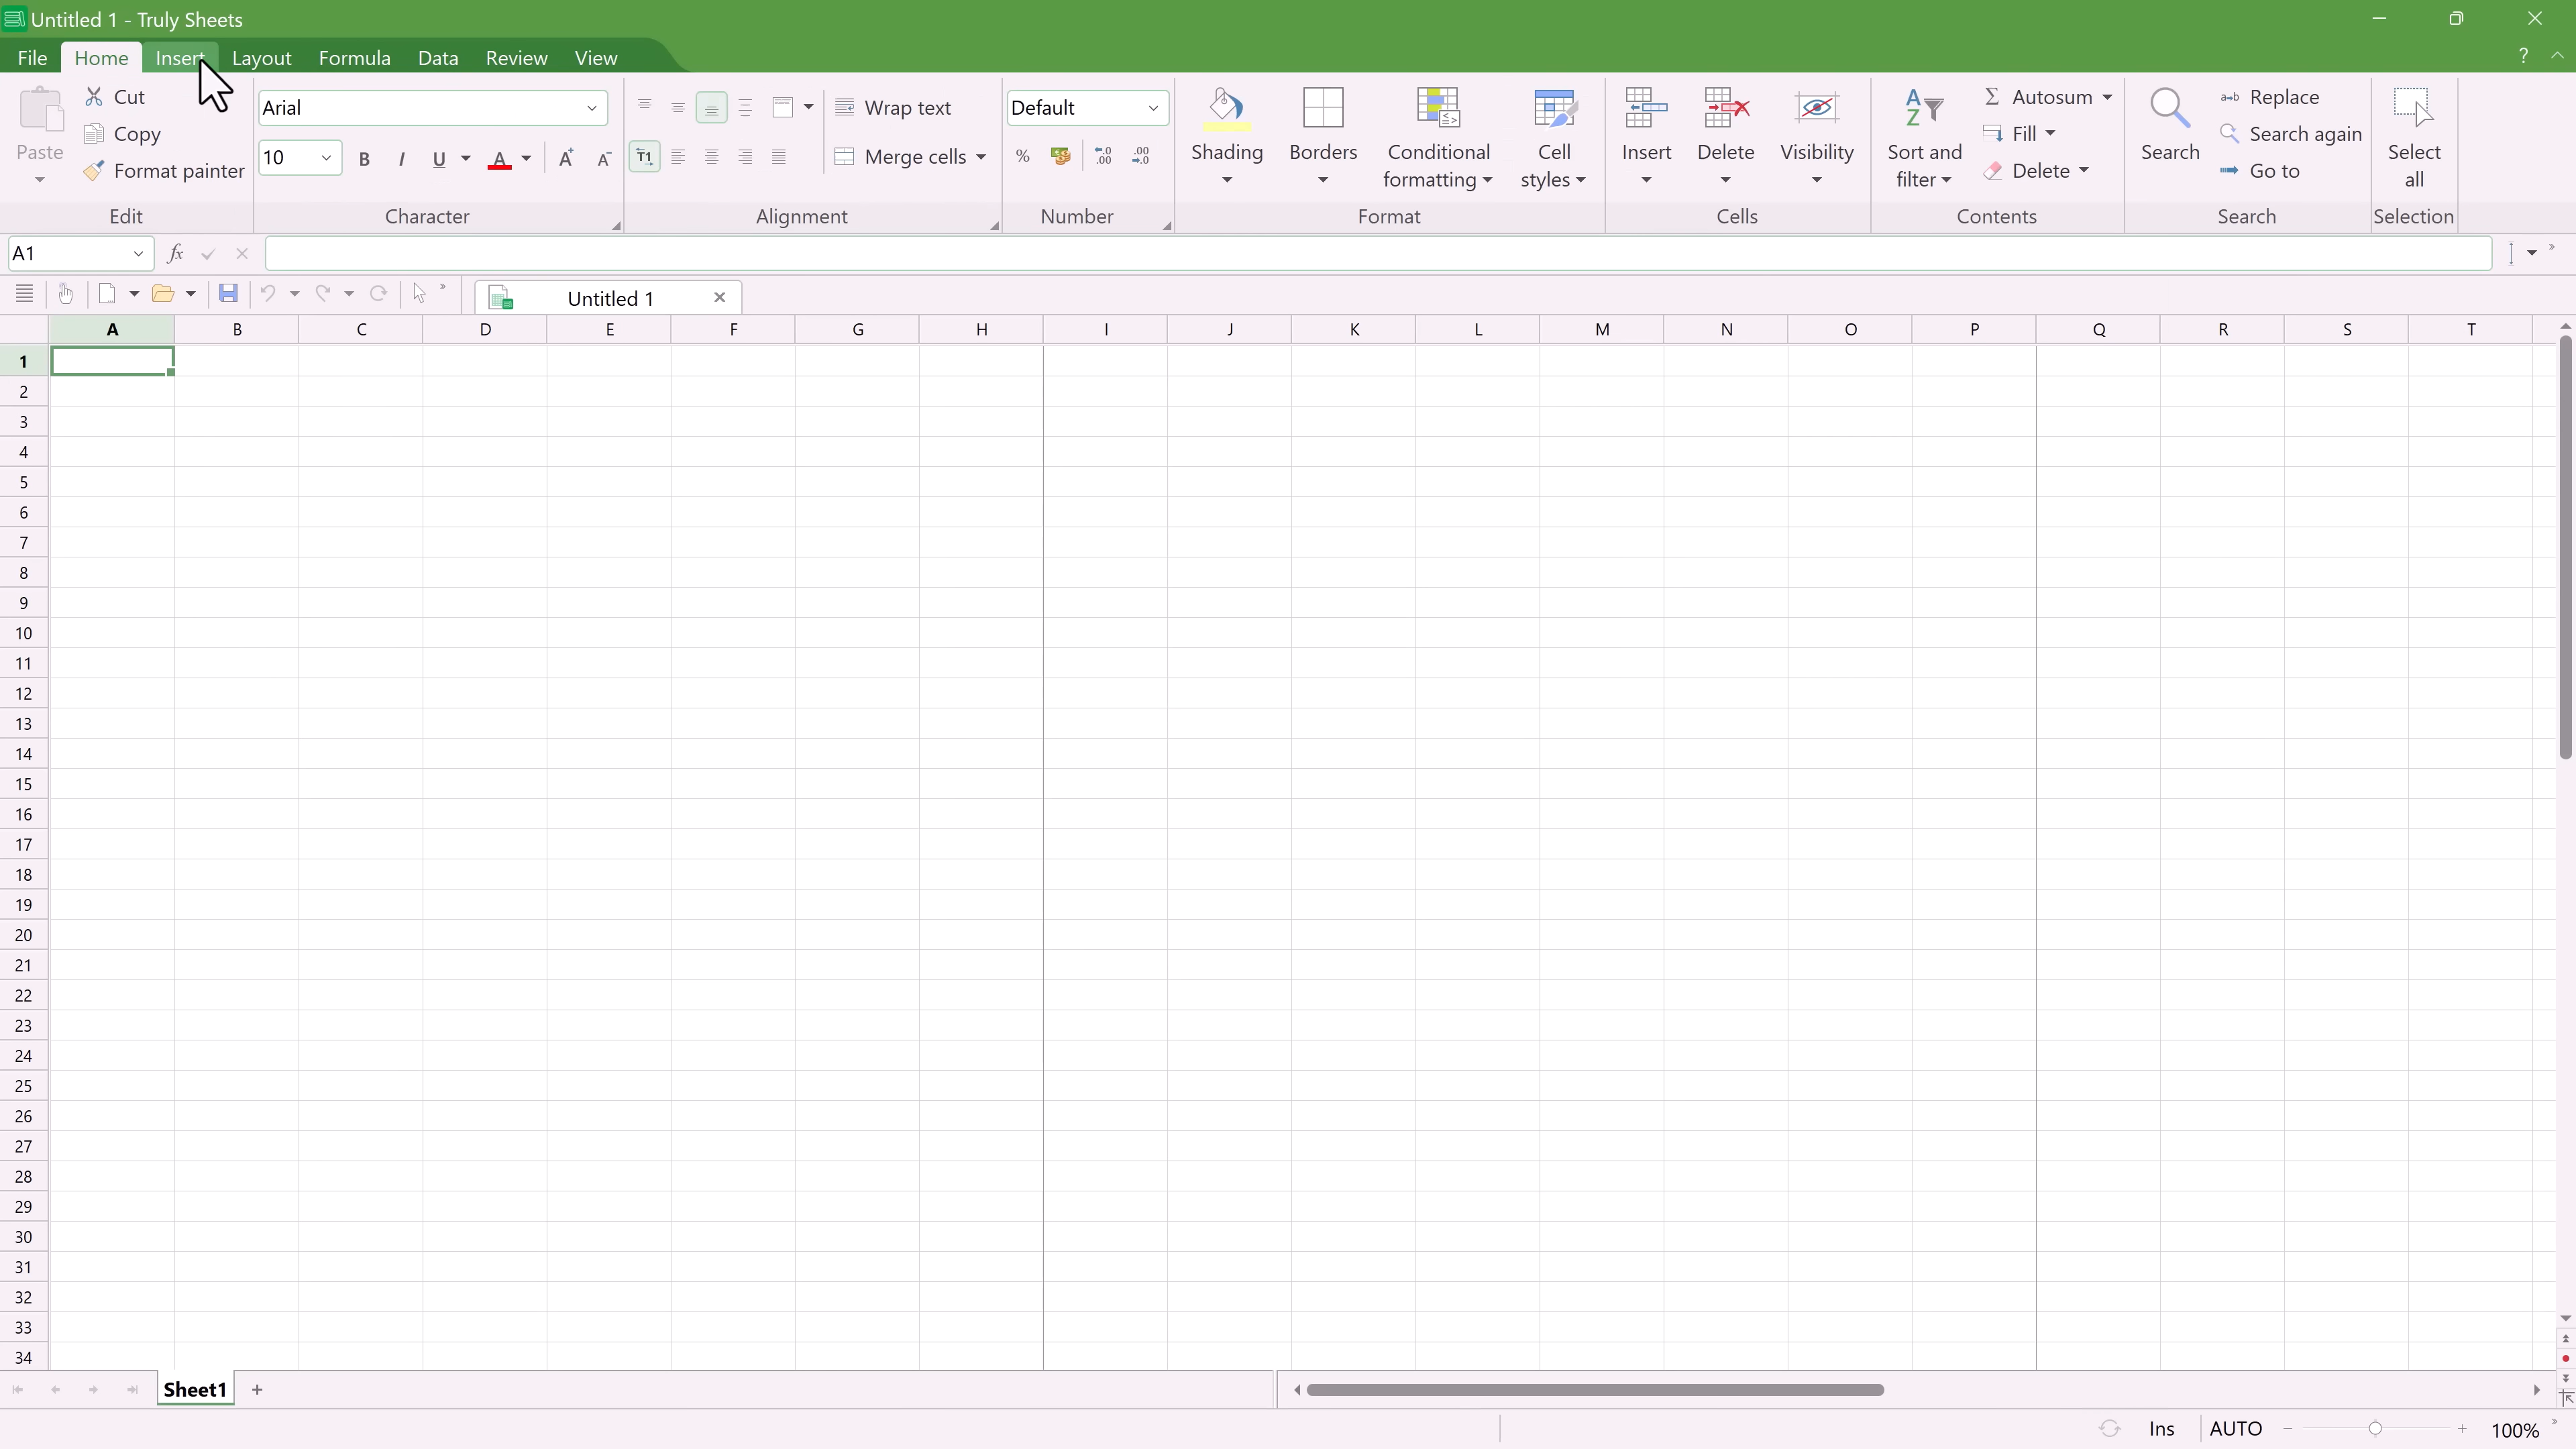 Untitled 1 - Truly Sheets
File Home Insert Layout Formula Data Review View ?
Paste
Cut
Copy
Format painter
Edit
Arial
10 B I U A A+ A-
Character
T1
Wrap text
Merge cells
Alignment
Default
% ←.0 .00 .00 →.0
Number
Shading
Borders
Conditional
formatting
Cell
styles
Format
Insert
Delete
Visibility
Cells
A Z
Sort and
filter
Σ Autosum
Fill
Delete
Contents
Search
a→b Replace
Search again
Go to
Search
Select
all
Selection
A1 fx
Untitled 1
A B C D E F G H I J K L M N O P Q R S T
1
2
3
4
5
6
7
8
9
10
11
12
13
14
15
16
17
18
19
20
21
22
23
24
25
26
27
28
29
30
31
32
33
34
Sheet1 +
Ins AUTO − + 100%